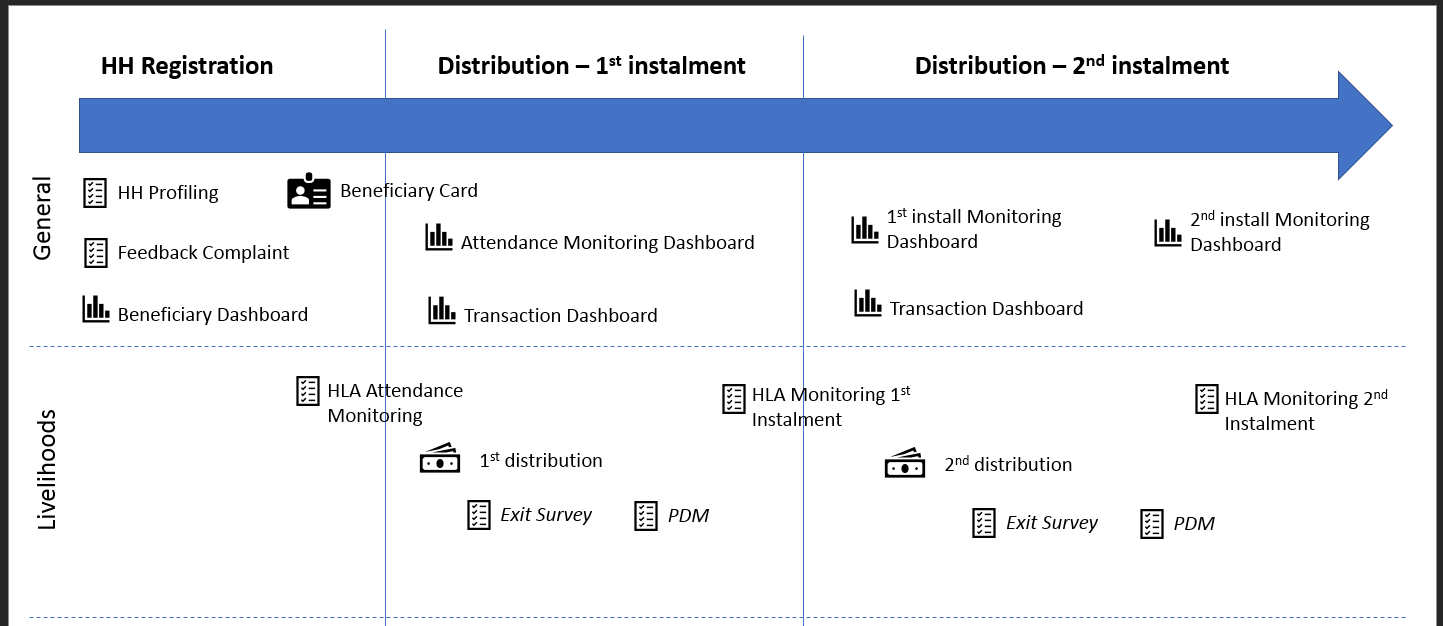 HH Registration
Distribution – 1st instalment
Distribution – 2nd instalment
General
HH Profiling
Beneficiary Card
Feedback Complaint
Beneficiary Dashboard
Attendance Monitoring Dashboard
Transaction Dashboard
1st install Monitoring
Dashboard
2nd install Monitoring
Dashboard
Transaction Dashboard
Livelihoods
HLA Attendance
Monitoring
1st distribution
Exit Survey
PDM
HLA Monitoring 1st
Instalment
2nd distribution
Exit Survey
PDM
HLA Monitoring 2nd
Instalment